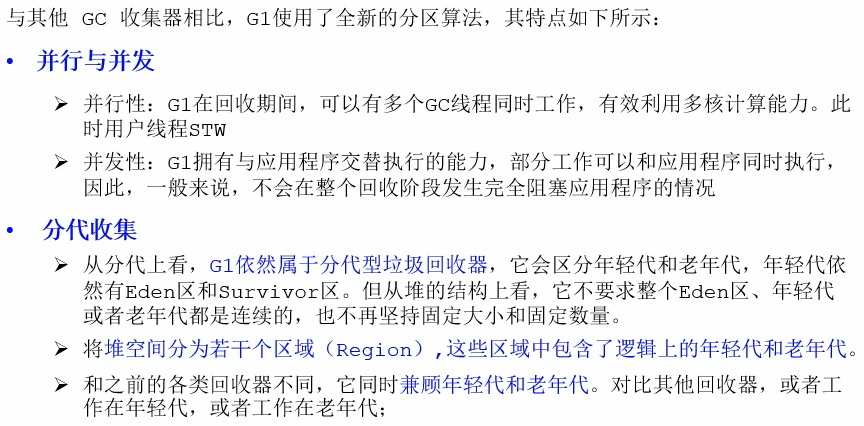 与其他 GC 收集器相比，G1使用了全新的分区算法，其特点如下所示：
• 并行与并发
➢ 并行性：G1在回收期间，可以有多个GC线程同时工作，有效利用多核计算能力。此
时用户线程STW
➢ 并发性：G1拥有与应用程序交替执行的能力，部分工作可以和应用程序同时执行，
因此，一般来说，不会在整个回收阶段发生完全阻塞应用程序的情况
• 分代收集
➢ 从分代上看，G1依然属于分代型垃圾回收器，它会区分年轻代和老年代，年轻代依
然有Eden区和Survivor区。但从堆的结构上看，它不要求整个Eden区、年轻代
或者老年代都是连续的，也不再坚持固定大小和固定数量。
➢ 将堆空间分为若干个区域（Region）,这些区域中包含了逻辑上的年轻代和老年代。
➢ 和之前的各类回收器不同，它同时兼顾年轻代和老年代。对比其他回收器，或者工
作在年轻代，或者工作在老年代；